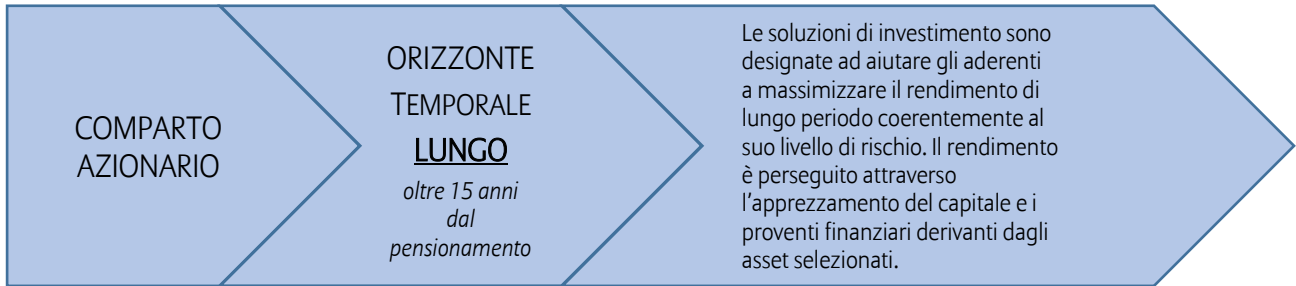 COMPARTO
AZIONARIO
ORIZZONTE
TEMPORALE
LUNGO
oltre 15 anni
dal
pensionamento
Le soluzioni di investimento sono
designate ad aiutare gli aderenti
a massimizzare il rendimento di
lungo periodo coerentemente al
suo livello di rischio. Il rendimento
è perseguito attraverso
l'apprezzamento del capitale e i
proventi finanziari derivanti dagli
asset selezionati.